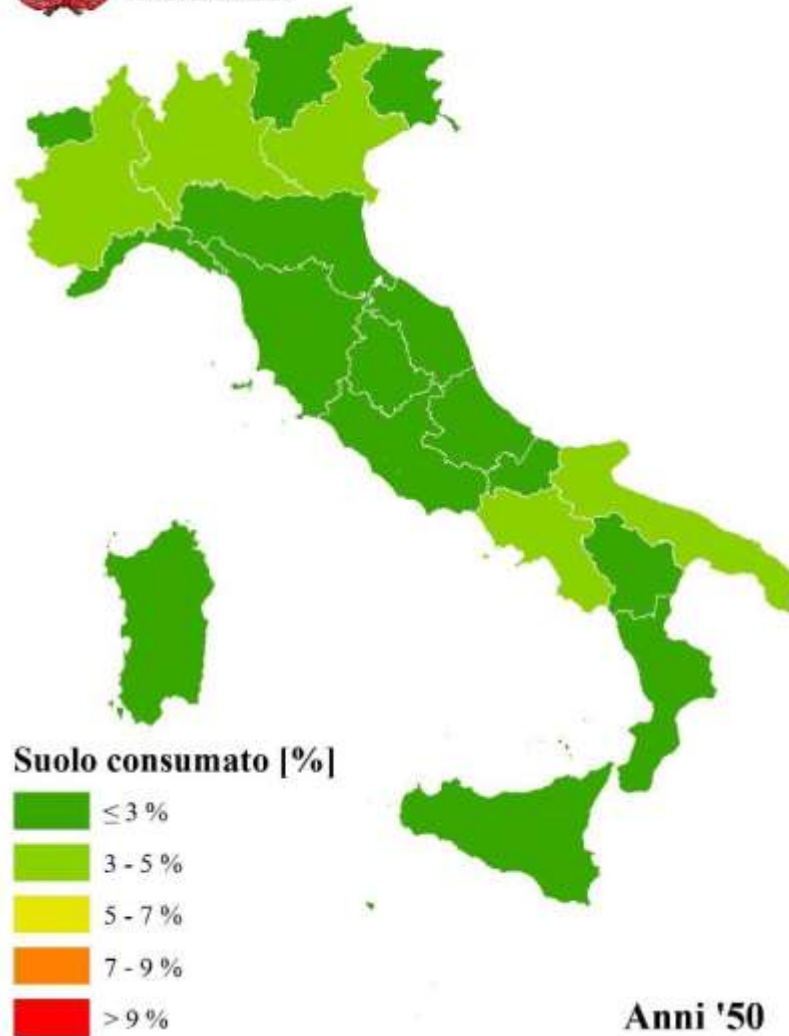 Suolo consumato [%]
≤ 3 %
3 - 5 %
5 - 7 %
7 - 9 %
> 9 %
Anni '50